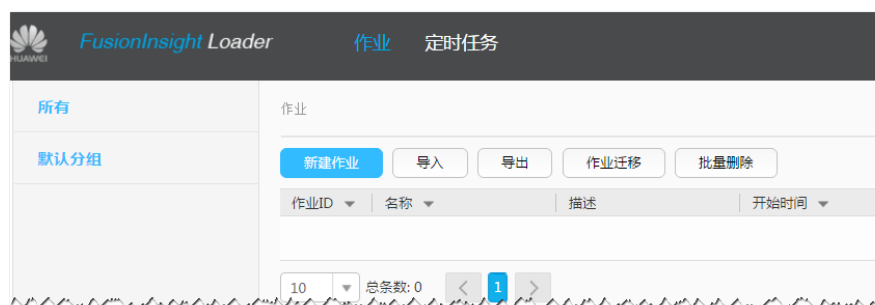 HUAWEI FusionInsight Loader 作业 定时任务
所有
默认分组
作业
新建作业 导入 导出 作业迁移 批量删除
作业ID 名称 描述 开始时间
10 总条数: 0 < 1 >